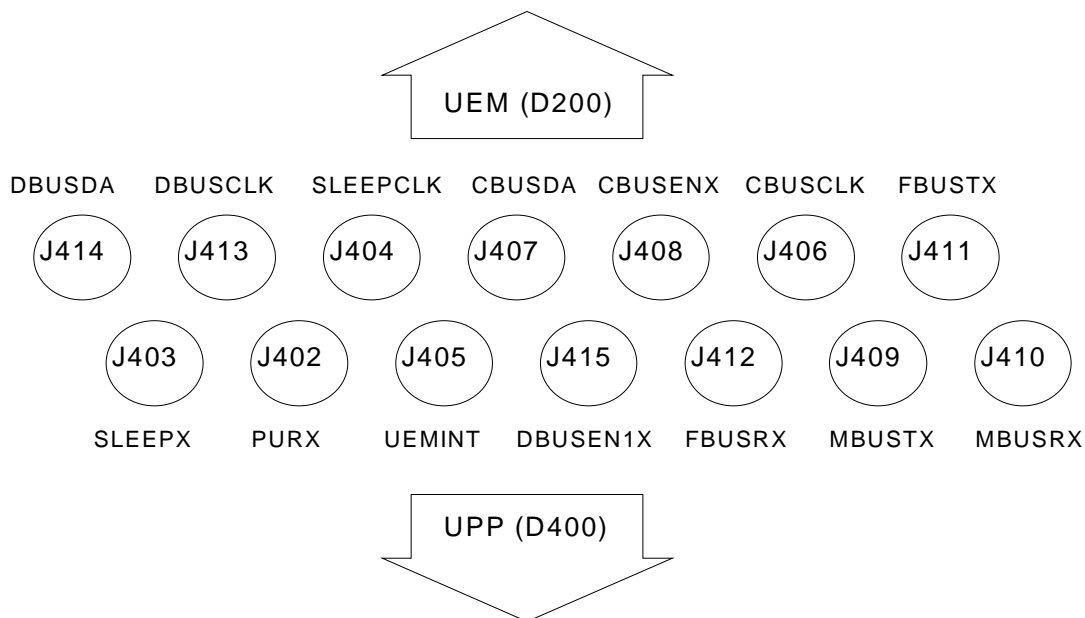 UEM (D200)
DBUSDA DBUSCLK SLEEPCLK CBUSDA CBUSENX CBUSCLK FBUSTX
J414 J413 J404 J407 J408 J406 J411
J403 J402 J405 J415 J412 J409 J410
SLEEPX PURX UEMINT DBUSEN1X FBUSRX MBUSTX MBUSRX
UPP (D400)